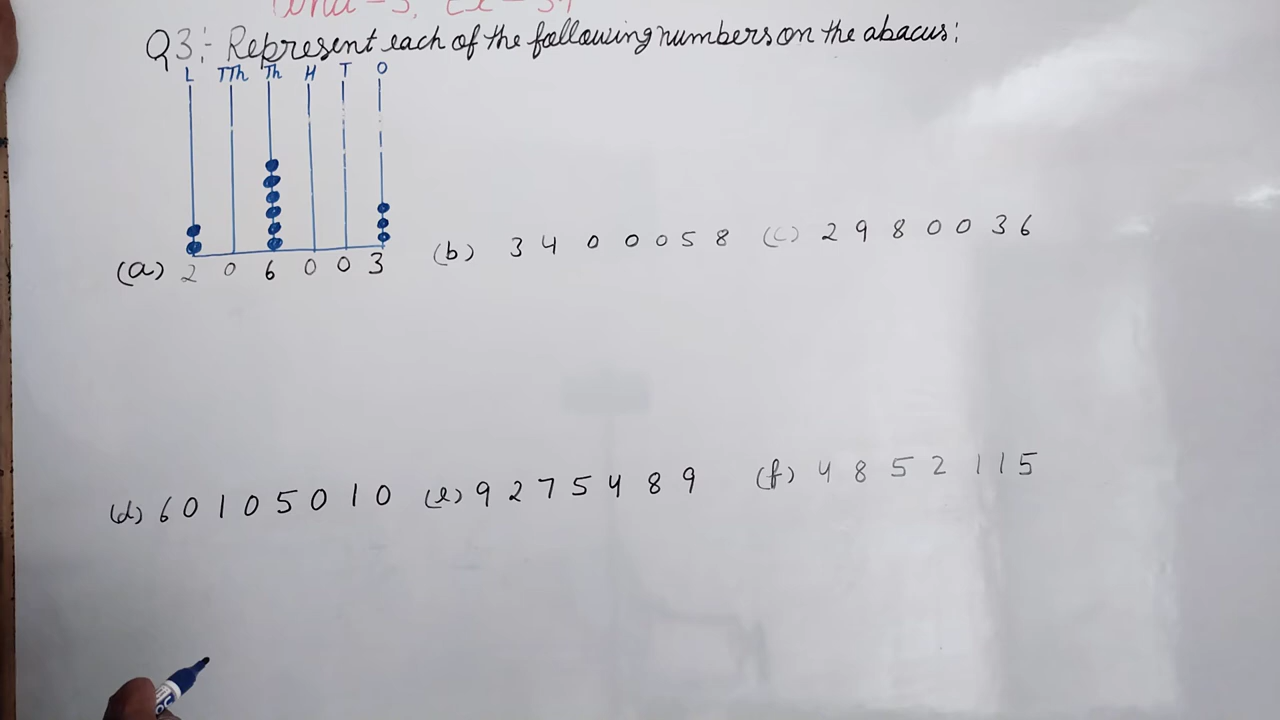 Q3:- Represent each of the following numbers on the abacus:
L TTh Th H T O
(a) 2 0 6 0 0 3
(b) 3 4 0 0 0 5 8
(c) 2 9 8 0 0 3 6
(d) 6 0 1 0 5 0 1 0
(e) 9 2 7 5 4 8 9
(f) 4 8 5 2 1 1 5